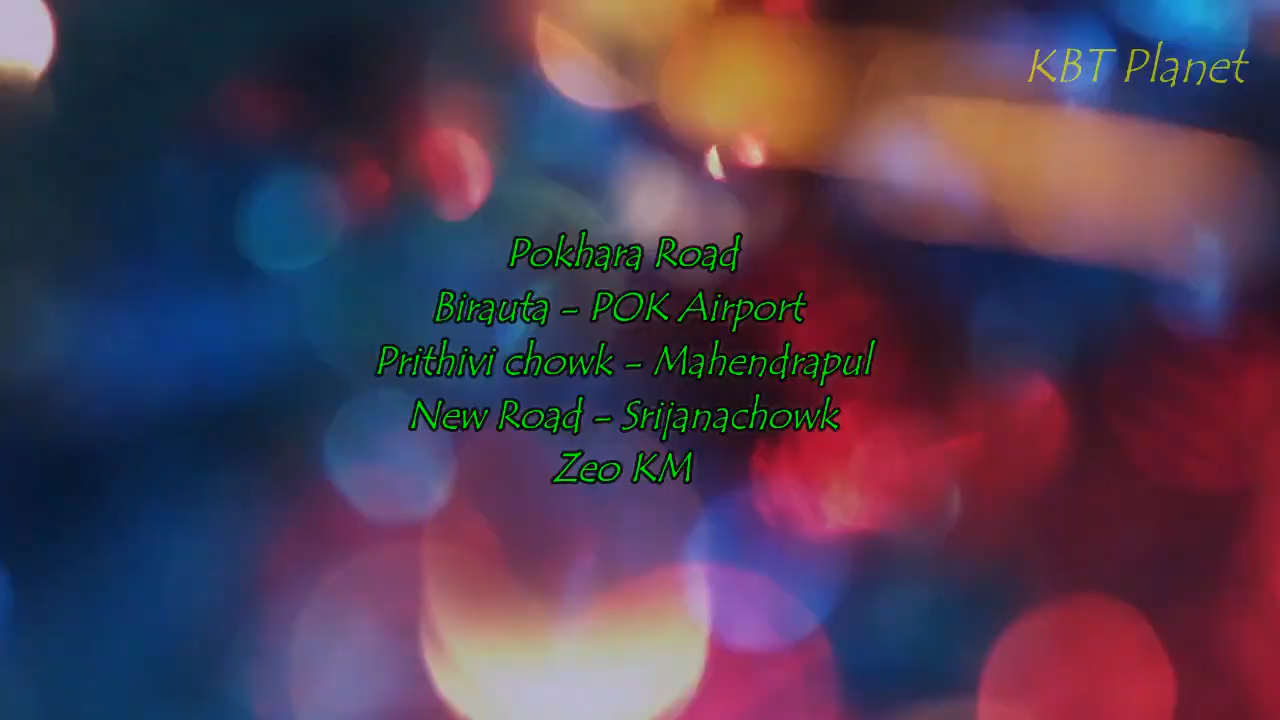 KBT Planet
Pokhara Road
Birauta - POK Airport
Prithivi chowk - Mahendrapul
New Road - Srijanachowk
Zeo KM